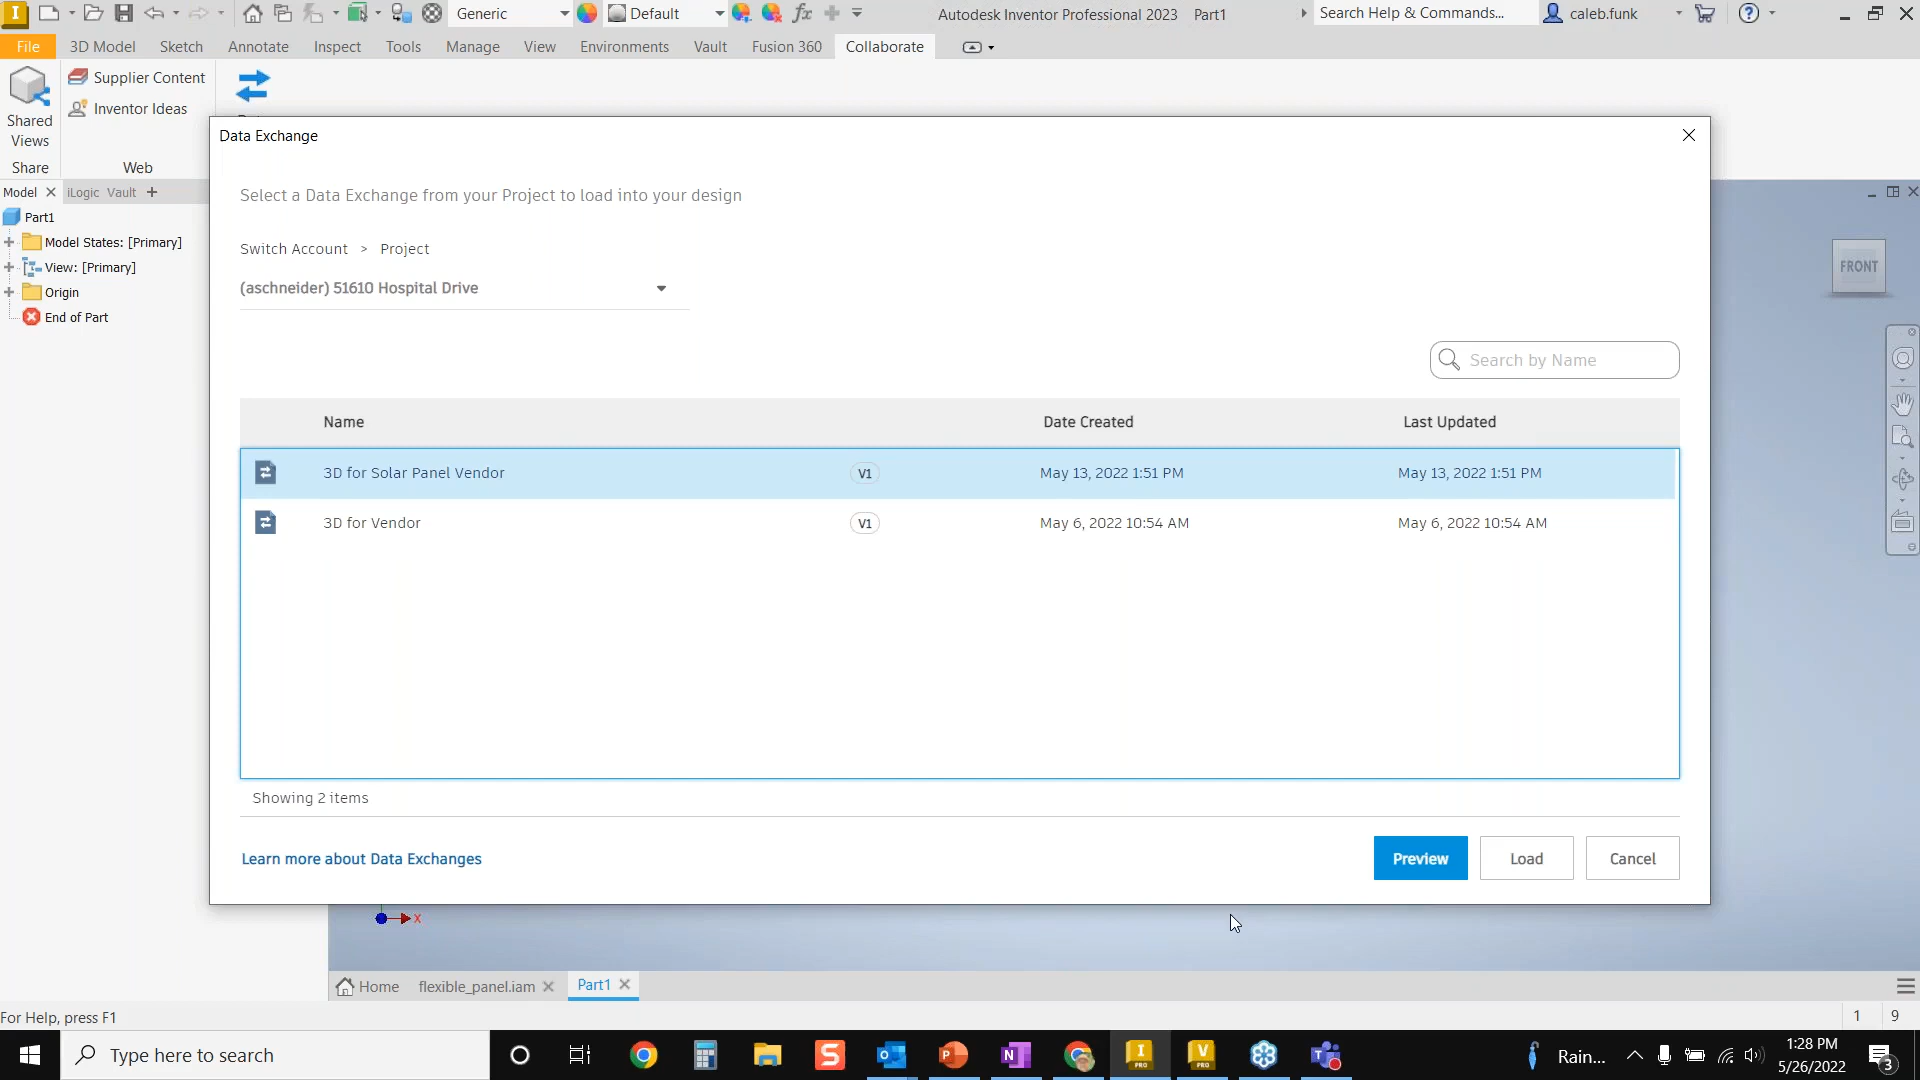 Generic
Default
Autodesk Inventor Professional 2023 Part1
Search Help & Commands...
caleb.funk
File 3D Model Sketch Annotate Inspect Tools Manage View Environments Vault Fusion 360 Collaborate
Supplier Content
Inventor Ideas
Shared
Views
Share
Web
Data Exchange
Select a Data Exchange from your Project to load into your design
Switch Account > Project
(aschneider) 51610 Hospital Drive
Search by Name
Name Date Created Last Updated
3D for Solar Panel Vendor V1 May 13, 2022 1:51 PM May 13, 2022 1:51 PM
3D for Vendor V1 May 6, 2022 10:54 AM May 6, 2022 10:54 AM
Showing 2 items
Learn more about Data Exchanges
Preview Load Cancel
Model iLogic Vault +
Part1
Model States: [Primary]
View: [Primary]
Origin
End of Part
FRONT
X
Home flexible_panel.iam Part1
For Help, press F1
1 9
Type here to search
Rain...
1:28 PM
5/26/2022
3